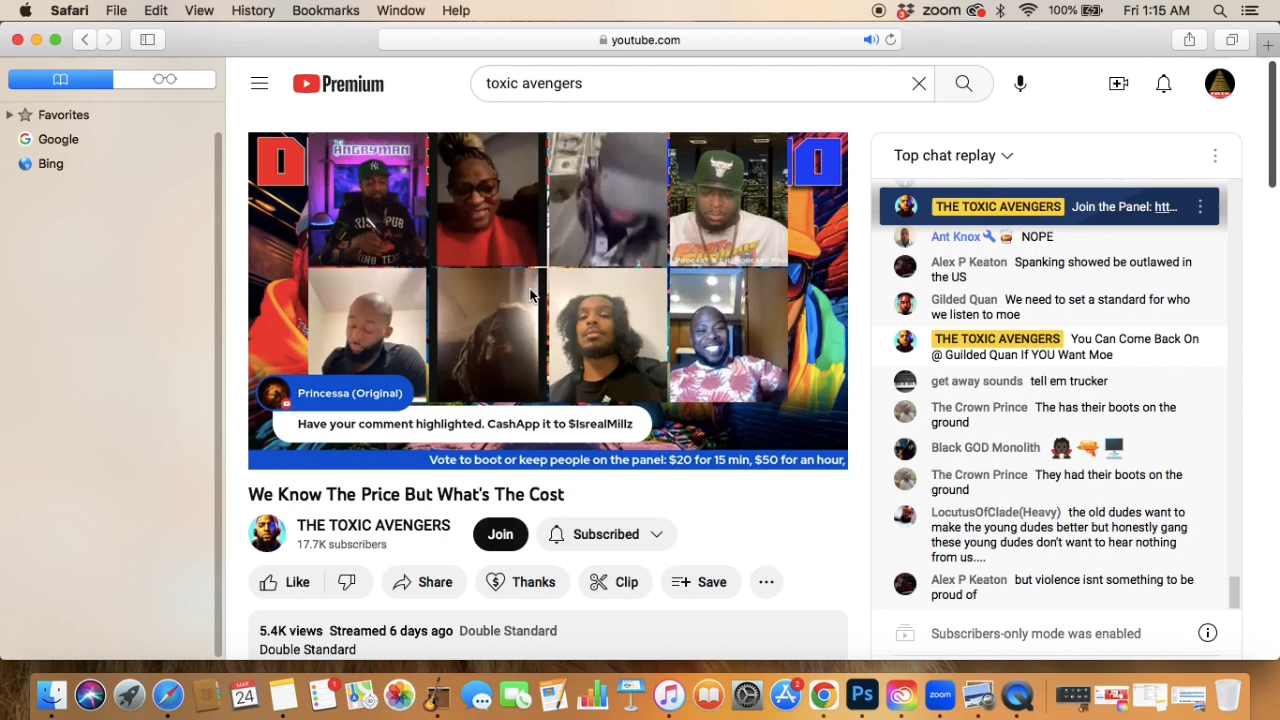 Safari File Edit View History Bookmarks Window Help
3 zoom 100% Fri 1:15 AM
youtube.com
Favorites
Google
Bing
Premium
toxic avengers
THE ANGRYMAN
We Know The Price But What's The Cost
Princessa (Original)
Have your comment highlighted. CashApp it to $IsrealMillz
Vote to boot or keep people on the panel: $20 for 15 min, $50 for an hour,
THE TOXIC AVENGERS
17.7K subscribers
Join
Subscribed
Like
Share
Thanks
Clip
Save
5.4K views Streamed 6 days ago Double Standard
Double Standard
Top chat replay
THE TOXIC AVENGERS Join the Panel: htt...
Ant Knox NOPE
Alex P Keaton Spanking showed be outlawed in
the US
Gilded Quan We need to set a standard for who
we listen to moe
THE TOXIC AVENGERS You Can Come Back On
@ Guilded Quan If YOU Want Moe
get away sounds tell em trucker
The Crown Prince The has their boots on the
ground
Black GOD Monolith
The Crown Prince They had their boots on the
ground
LocutusOfClade(Heavy) the old dudes want to
make the young dudes better but honestly gang
these young dudes don't want to hear nothing
from us....
Alex P Keaton but violence isnt something to be
proud of
Subscribers-only mode was enabled
24
1
2
Ps
zoom